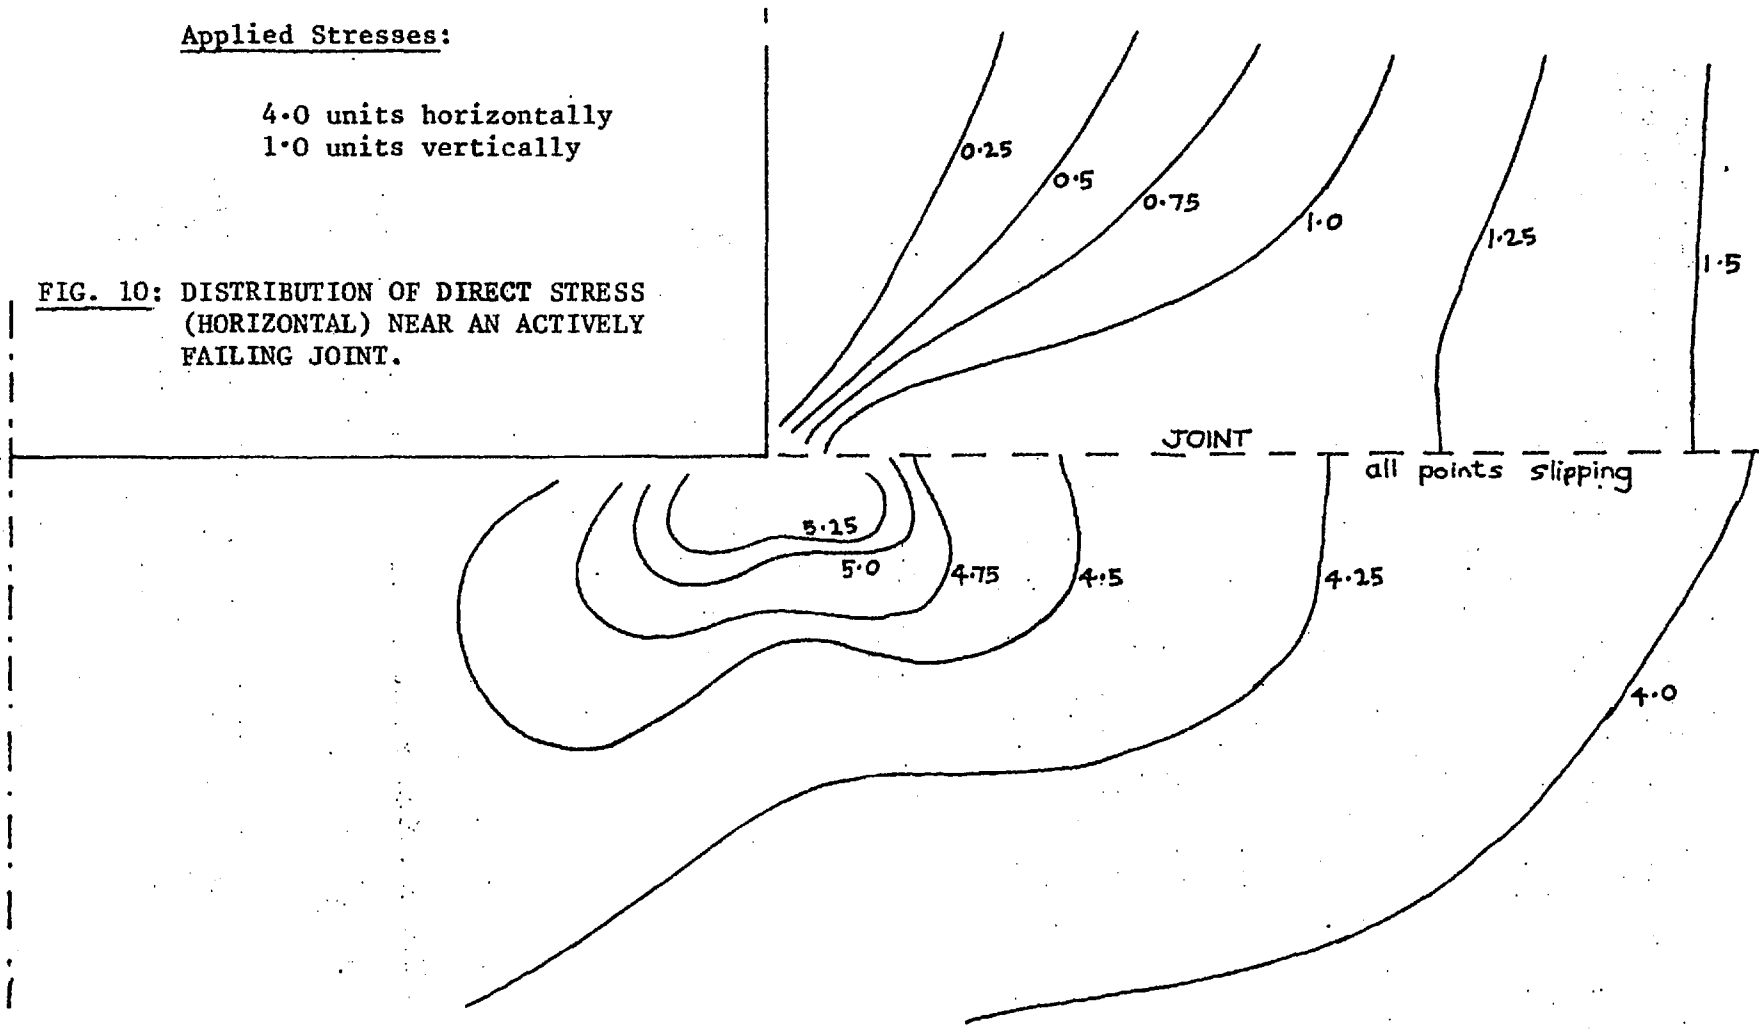 Applied Stresses:
4·0 units horizontally
1·0 units vertically
FIG. 10: DISTRIBUTION OF DIRECT STRESS
(HORIZONTAL) NEAR AN ACTIVELY
FAILING JOINT.
0·25
0·5
0·75
1·0
1·25
1·5
JOINT
all points slipping
5·25
5·0
4·75
4·5
4·25
4·0